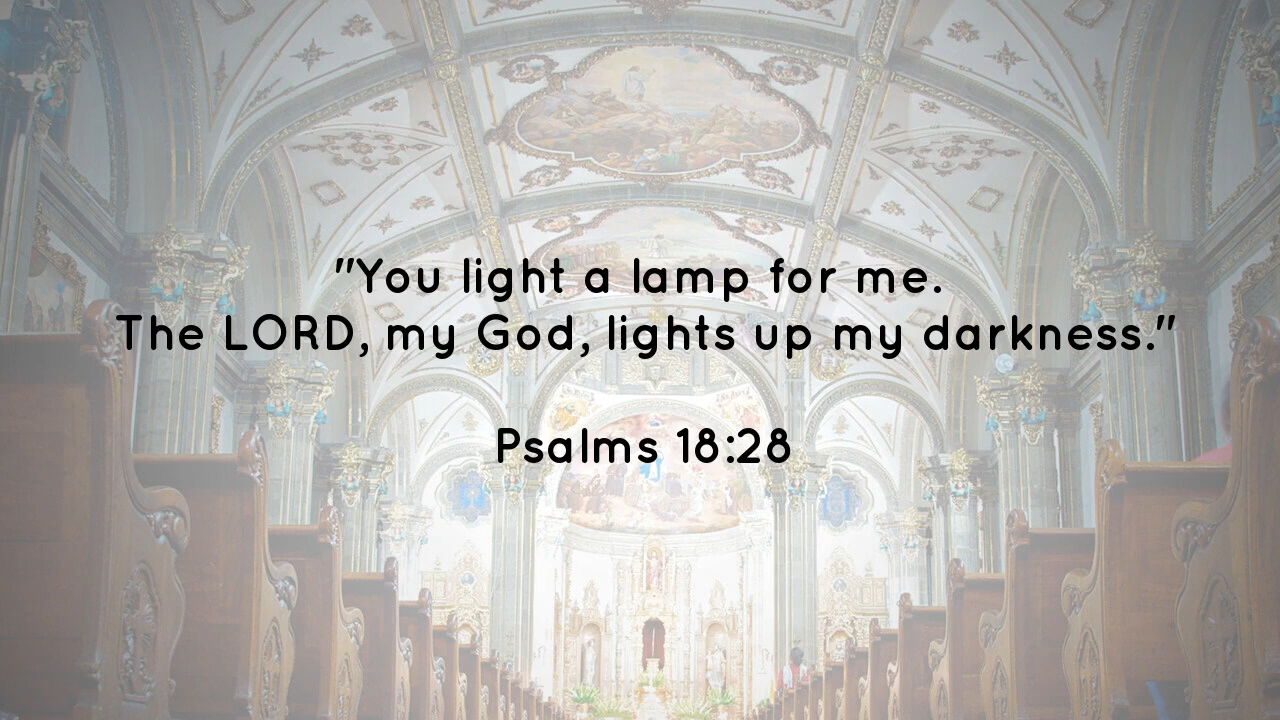 "You light a lamp for me.
The LORD, my God, lights up my darkness."
Psalms 18:28